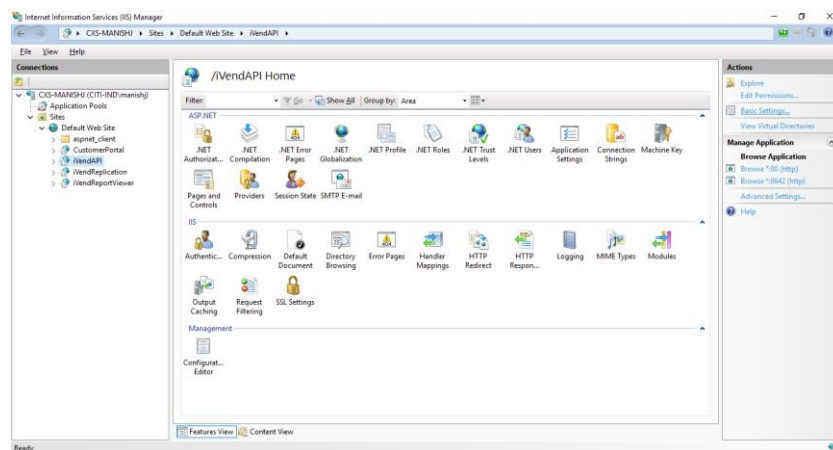 Internet Information Services (IIS) Manager
CXS-MANISHJ ▸ Sites ▸ Default Web Site ▸ iVendAPI ▸
File View Help
Connections
CXS-MANISHJ (CITI-IND\manishj)
Application Pools
Sites
Default Web Site
aspnet_client
CustomerPortal
iVendAPI
iVendReplication
iVendReportViewer
/iVendAPI Home
Filter: Go Show All Group by: Area
ASP.NET
.NET Authorizat...
.NET Compilation
.NET Error Pages
.NET Globalization
.NET Profile
.NET Roles
.NET Trust Levels
.NET Users
Application Settings
Connection Strings
Machine Key
Pages and Controls
Providers
Session State
SMTP E-mail
IIS
Authentic...
Compression
Default Document
Directory Browsing
Error Pages
Handler Mappings
HTTP Redirect
HTTP Respon...
Logging
MIME Types
Modules
Output Caching
Request Filtering
SSL Settings
Management
Configurat... Editor
Features View Content View
Actions
Explore
Edit Permissions...
Basic Settings...
View Virtual Directories
Manage Application
Browse Application
Browse *:80 (http)
Browse *:8642 (http)
Advanced Settings...
Help
Ready